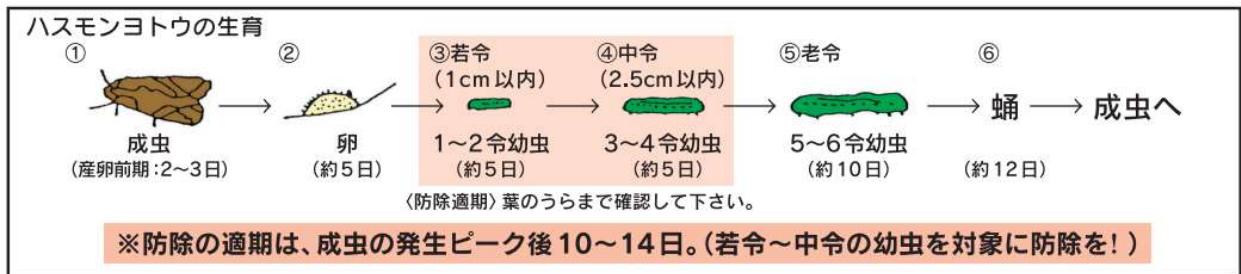 ハスモンヨトウの生育
①
成虫
(産卵前期：2～3日)
②
卵
(約5日)
③若令
(1cm以内)
1～2令幼虫
(約5日)
④中令
(2.5cm以内)
3～4令幼虫
(約5日)
⑤老令
5～6令幼虫
(約10日)
⑥
蛹
(約12日)
成虫へ
〈防除適期〉葉のうらまで確認して下さい。
※防除の適期は、成虫の発生ピーク後10～14日。(若令～中令の幼虫を対象に防除を！)